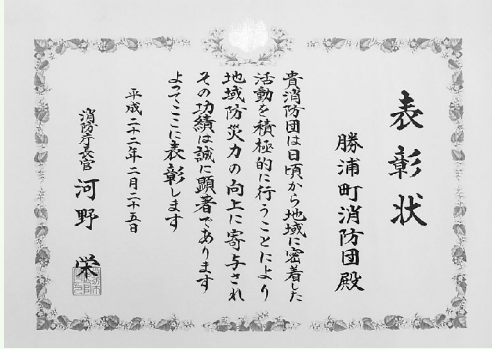 表彰状
勝浦町消防団殿
貴消防団は日頃から地域に密着した
活動を積極的に行うことにより
地域防災力の向上に寄与され
その功績は誠に顕著であります
よってここに表彰します
平成二十二年二月二十五日
消防庁長官 河野 栄